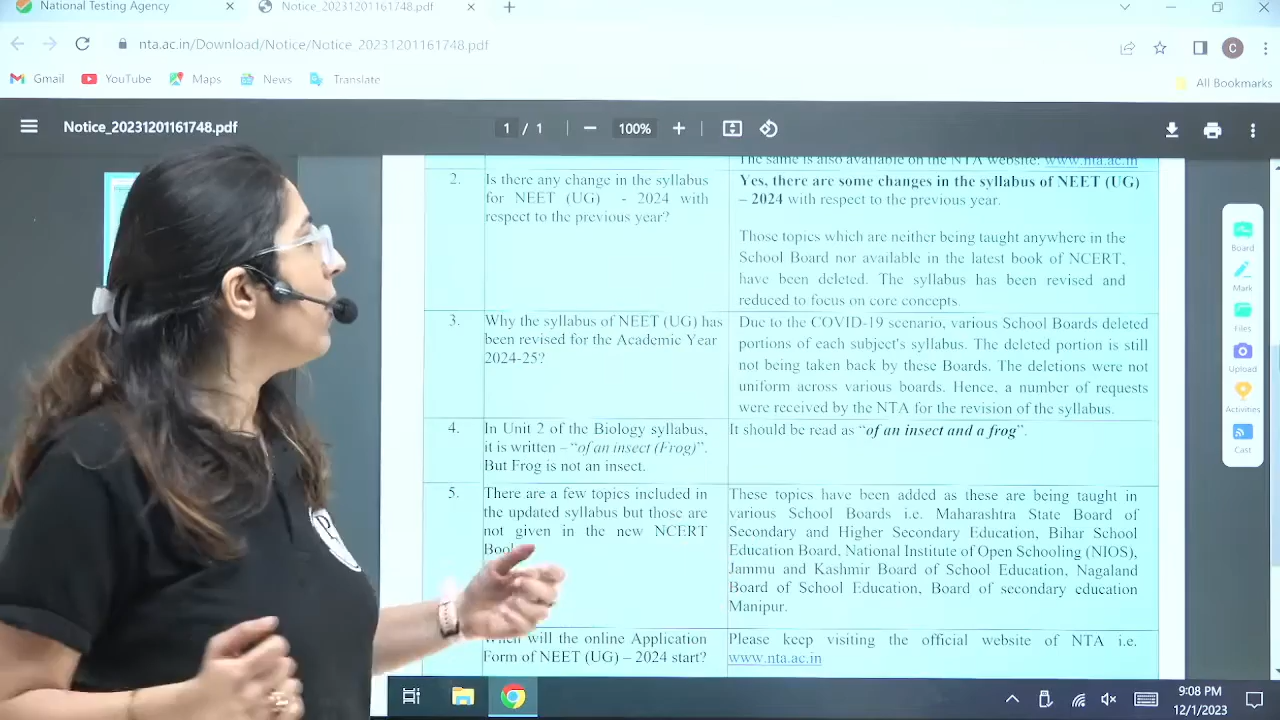 National Testing Agency
Notice_20231201161748.pdf
nta.ac.in/Download/Notice/Notice_20231201161748.pdf
Gmail
YouTube
Maps
News
Translate
All Bookmarks
C
Notice_20231201161748.pdf
1 / 1
100%
The same is also available on the NTA website: www.nta.ac.in
2.
Is there any change in the syllabus
for NEET (UG) - 2024 with
respect to the previous year?
Yes, there are some changes in the syllabus of NEET (UG)
– 2024 with respect to the previous year.
Those topics which are neither being taught anywhere in the
School Board nor available in the latest book of NCERT,
have been deleted. The syllabus has been revised and
reduced to focus on core concepts.
3.
Why the syllabus of NEET (UG) has
been revised for the Academic Year
2024-25?
Due to the COVID-19 scenario, various School Boards deleted
portions of each subject's syllabus. The deleted portion is still
not being taken back by these Boards. The deletions were not
uniform across various boards. Hence, a number of requests
were received by the NTA for the revision of the syllabus.
4.
In Unit 2 of the Biology syllabus,
it is written – “of an insect (Frog)”.
But Frog is not an insect.
It should be read as “of an insect and a frog”.
5.
There are a few topics included in
the updated syllabus but those are
not given in the new NCERT
These topics have been added as these are being taught in
various School Boards i.e. Maharashtra State Board of
Secondary and Higher Secondary Education, Bihar School
Education Board, National Institute of Open Schooling (NIOS),
Jammu and Kashmir Board of School Education, Nagaland
Board of School Education, Board of secondary education
Manipur.
When will the online Application
Form of NEET (UG) – 2024 start?
Please keep visiting the official website of NTA i.e.
www.nta.ac.in
Board
Mark
Files
Upload
Activities
Cast
9:08 PM
12/1/2023